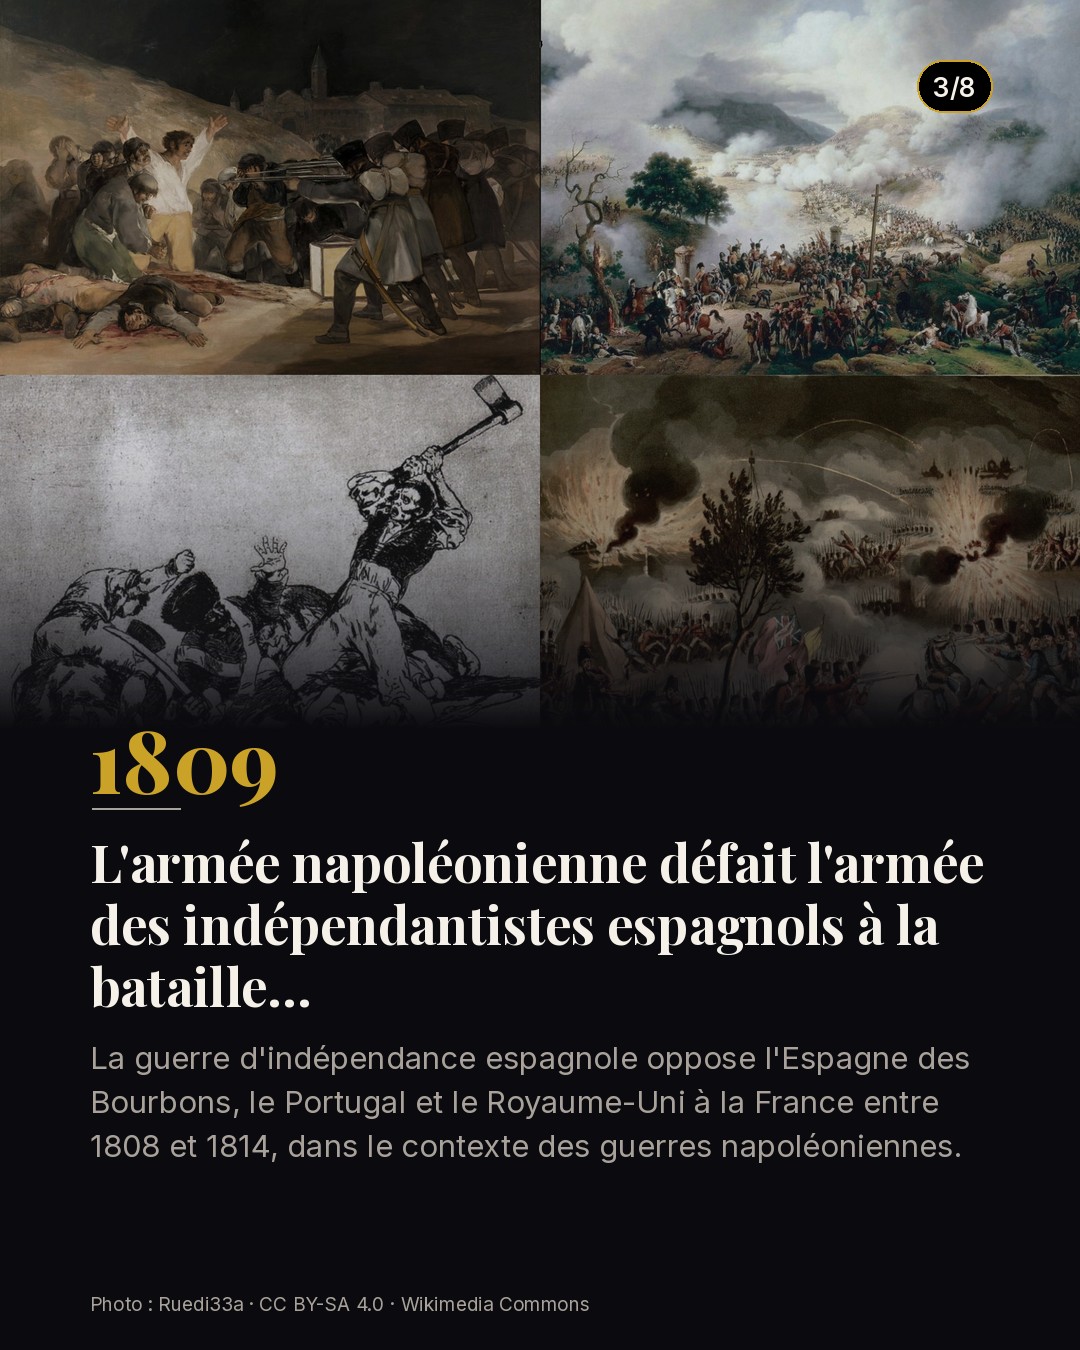 3/8
1809
L'armée napoléonienne défait l'armée
des indépendantistes espagnols à la
bataille...
La guerre d'indépendance espagnole oppose l'Espagne des
Bourbons, le Portugal et le Royaume-Uni à la France entre
1808 et 1814, dans le contexte des guerres napoléoniennes.
Photo : Ruedi33a · CC BY-SA 4.0 · Wikimedia Commons